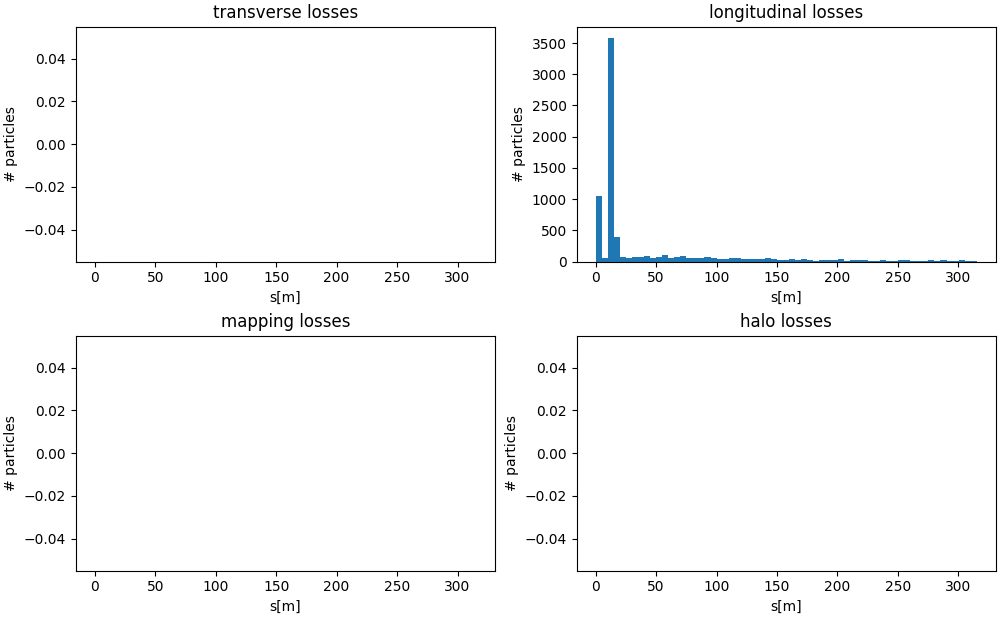 transverse losses
# particles
0.04
0.02
0.00
−0.02
−0.04
0 50 100 150 200 250 300
s[m]
longitudinal losses
# particles
3500
3000
2500
2000
1500
1000
500
0
0 50 100 150 200 250 300
s[m]
mapping losses
# particles
0.04
0.02
0.00
−0.02
−0.04
0 50 100 150 200 250 300
s[m]
halo losses
# particles
0.04
0.02
0.00
−0.02
−0.04
0 50 100 150 200 250 300
s[m]